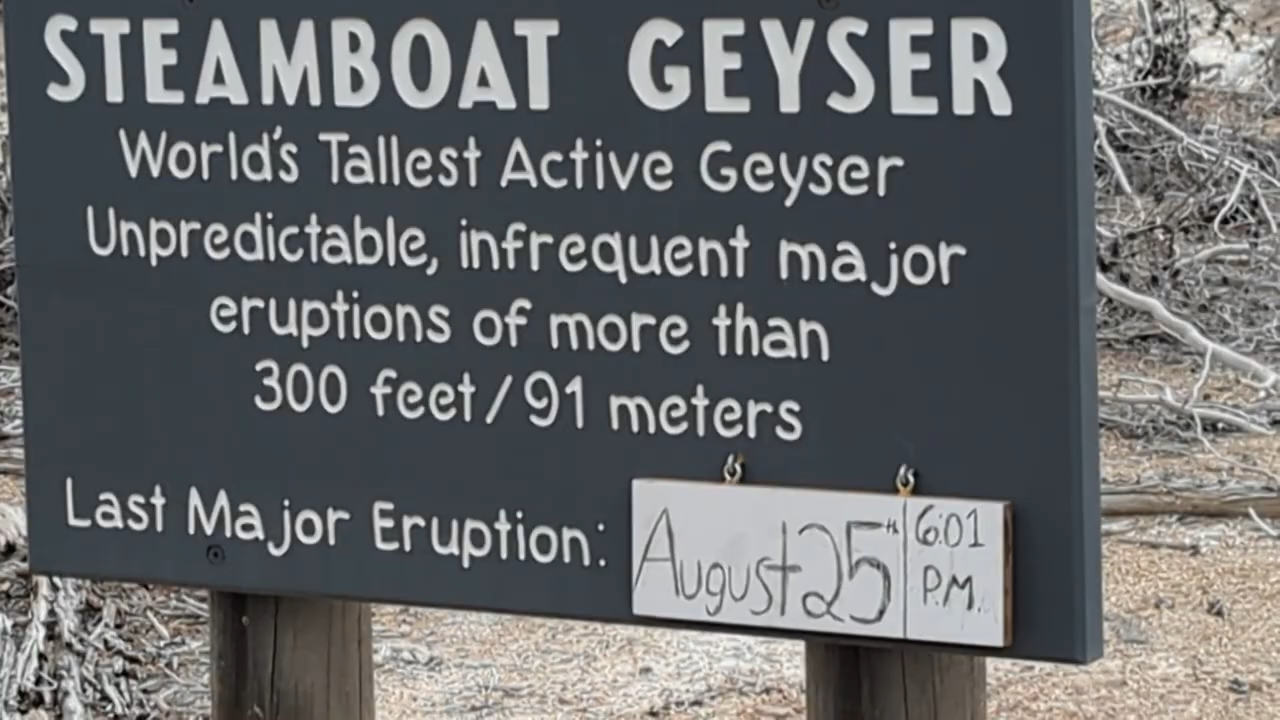 STEAMBOAT GEYSER
World's Tallest Active Geyser
Unpredictable, infrequent major
eruptions of more than
300 feet/91 meters
Last Major Eruption: August 25th 6:01
P.M.